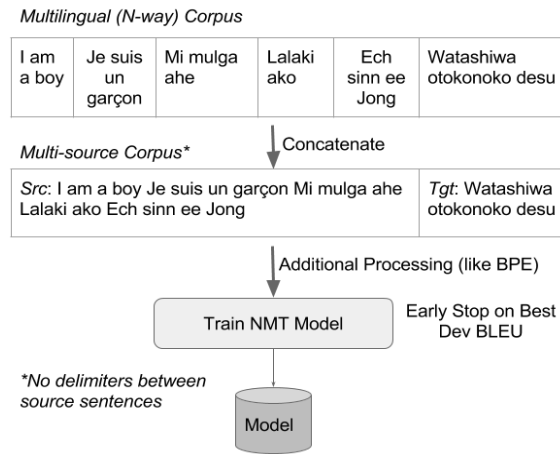 Multilingual (N-way) Corpus
I am
a boy
Je suis
un
garçon
Mi mulga
ahe
Lalaki
ako
Ech
sinn ee
Jong
Watashiwa
otokonoko desu
Concatenate
Multi-source Corpus*
Src: I am a boy Je suis un garçon Mi mulga ahe
Lalaki ako Ech sinn ee Jong
Tgt: Watashiwa
otokonoko desu
Additional Processing (like BPE)
Train NMT Model
Early Stop on Best
Dev BLEU
*No delimiters between
source sentences
Model